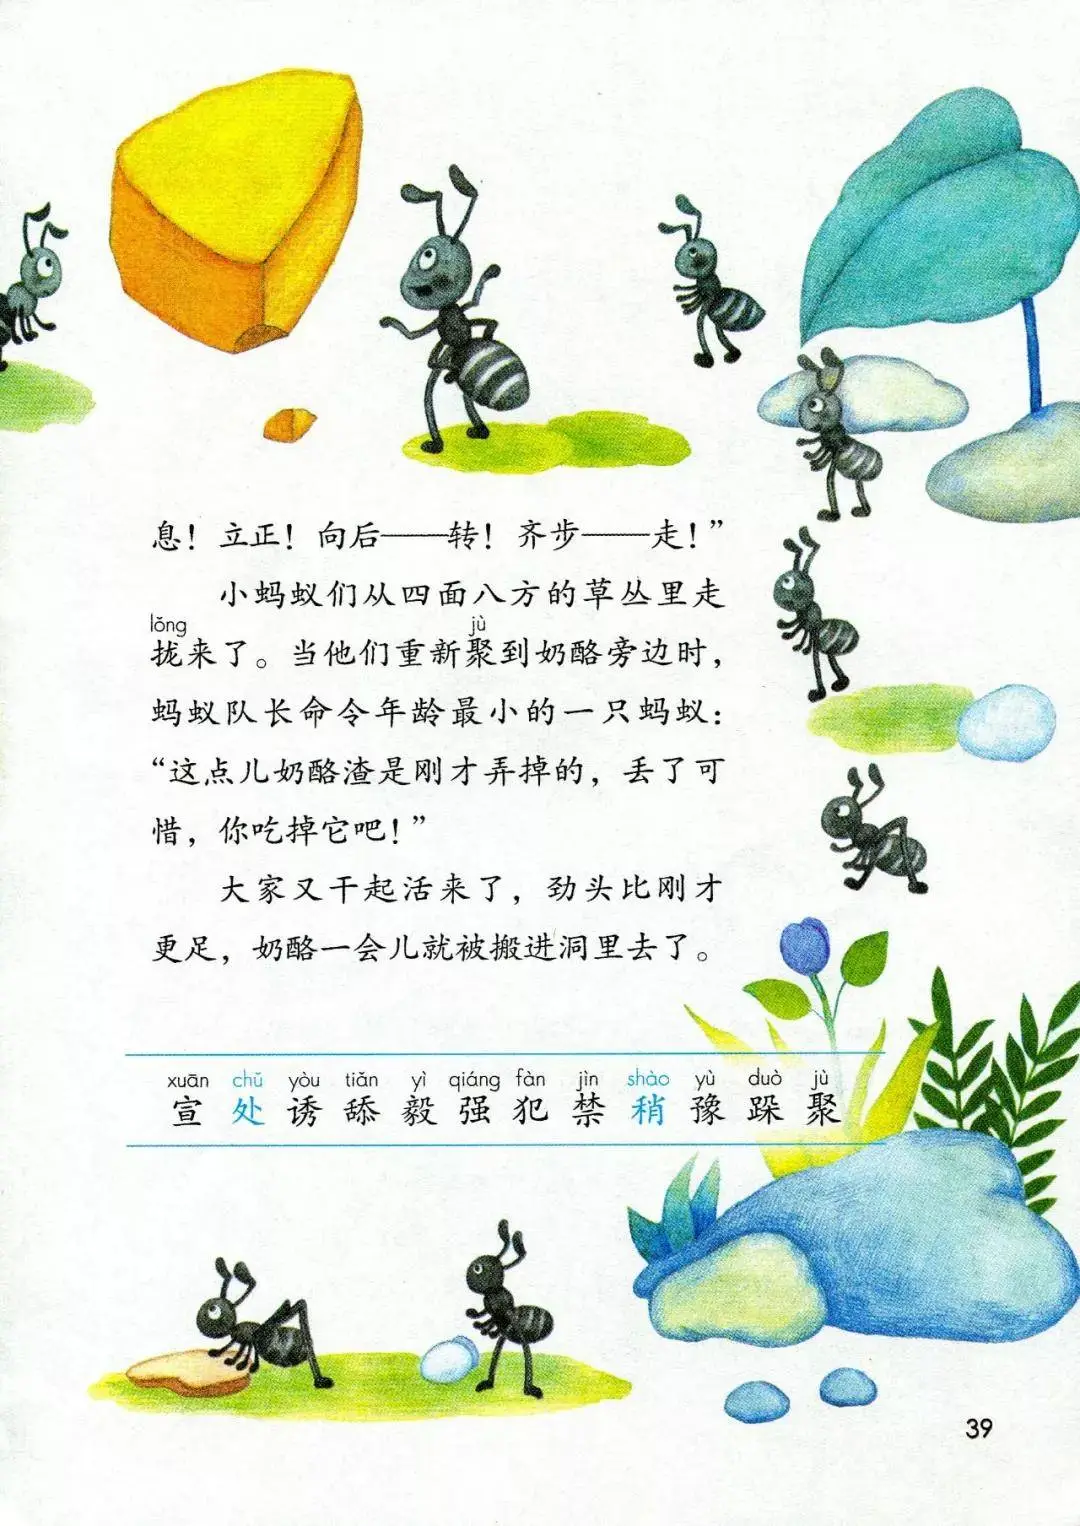 息！立正！向后——转！齐步——走！”
小蚂蚁们从四面八方的草丛里走
lǒng jù
拢来了。当他们重新聚到奶酪旁边时，
蚂蚁队长命令年龄最小的一只蚂蚁：
“这点儿奶酪渣是刚才弄掉的，丢了可
惜，你吃掉它吧！”
大家又干起活来了，劲头比刚才
更足，奶酪一会儿就被搬进洞里去了。
xuān chǔ yòu tiǎn yì qiáng fàn jìn shào yù duò jù
宣 处 诱 舔 毅 强 犯 禁 稍 豫 跺 聚
39